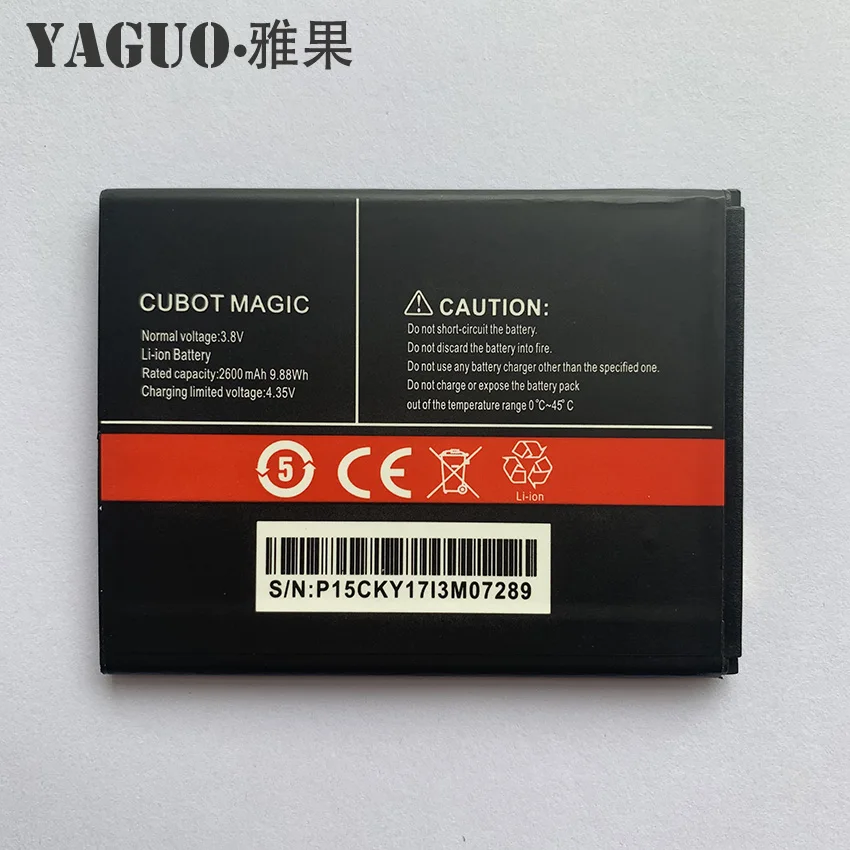 YAGUO·雅果
CUBOT MAGIC
Normal voltage:3.8V
Li-ion Battery
Rated capacity:2600mAh 9.88Wh
Charging limited voltage:4.35V
CAUTION:
Do not short-circuit the battery.
Do not discard the battery into fire.
Do not use any battery charger other than the specified one.
Do not charge or expose the battery pack
out of the temperature range 0℃~45℃
5
CE
Li-ion
S/N:P15CKY17I3M07289